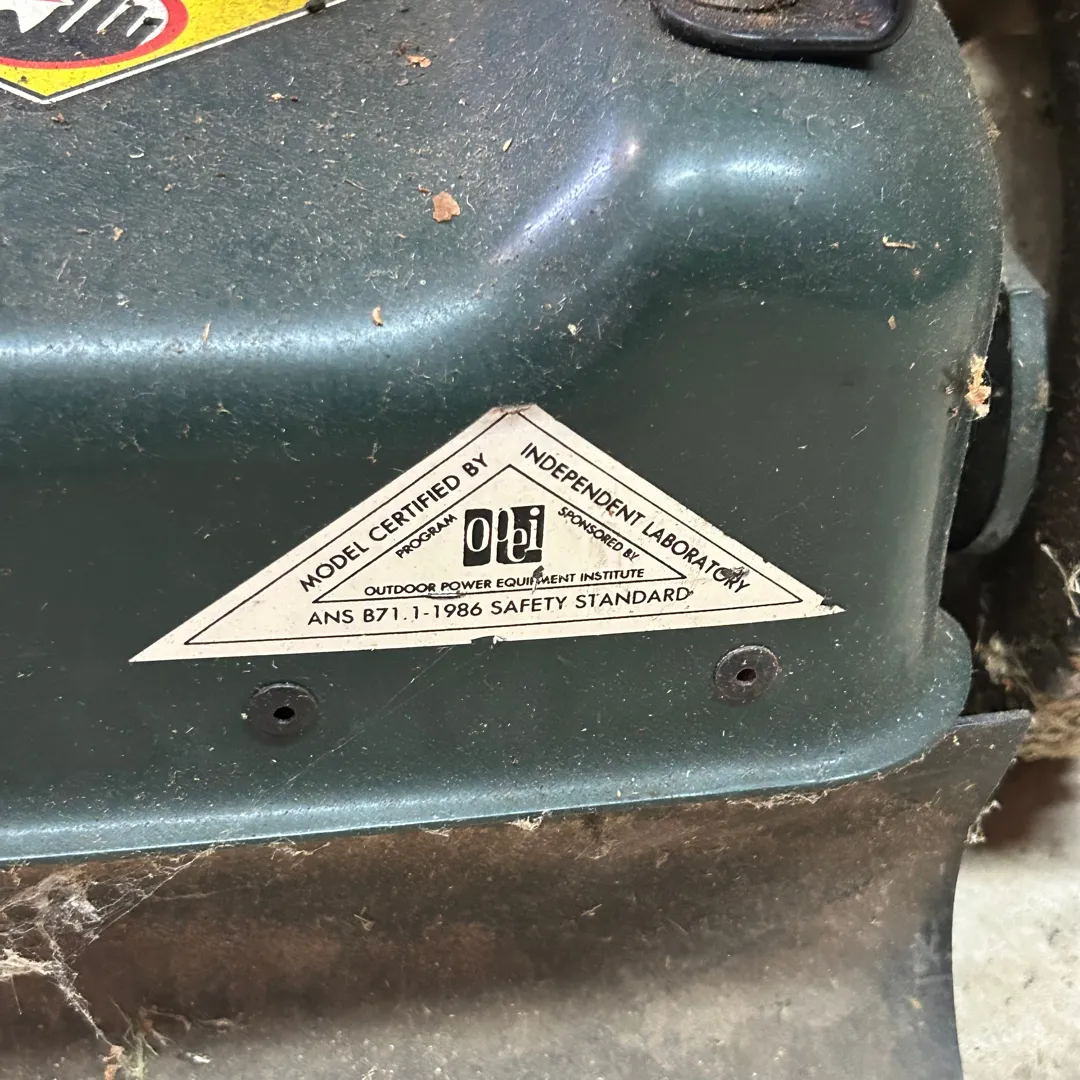 MODEL CERTIFIED BY
INDEPENDENT LABORATORY
PROGRAM
opei
SPONSORED BY
OUTDOOR POWER EQUIPMENT INSTITUTE
ANS B71.1-1986 SAFETY STANDARD